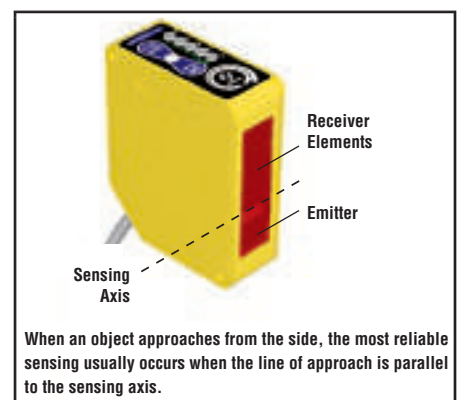 Receiver
Elements
Emitter
Sensing
Axis
When an object approaches from the side, the most reliable
sensing usually occurs when the line of approach is parallel
to the sensing axis.